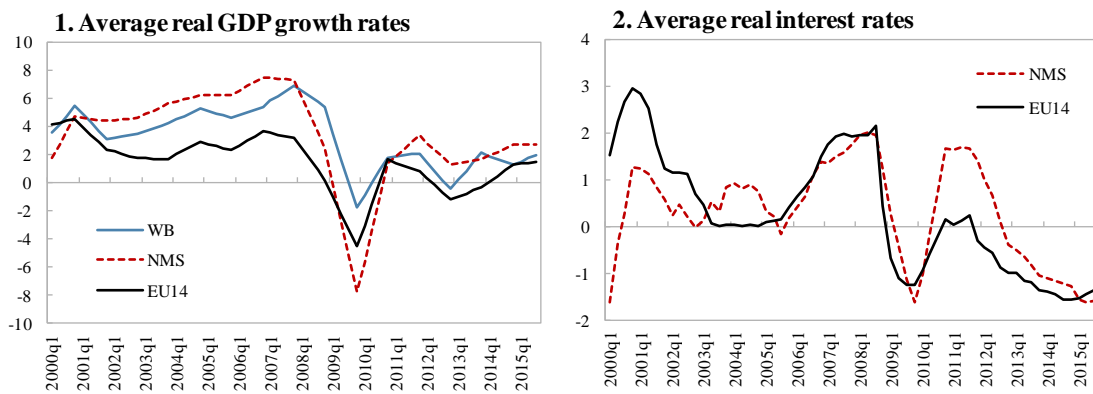 1. Average real GDP growth rates
10
8
6
4
2
0
-2
-4
-6
-8
-10
WB
NMS
EU14
2000q1
2001q1
2002q1
2003q1
2004q1
2005q1
2006q1
2007q1
2008q1
2009q1
2010q1
2011q1
2012q1
2013q1
2014q1
2015q1
2. Average real interest rates
4
3
2
1
0
-1
-2
NMS
EU14
2000q1
2001q1
2002q1
2003q1
2004q1
2005q1
2006q1
2007q1
2008q1
2009q1
2010q1
2011q1
2012q1
2013q1
2014q1
2015q1